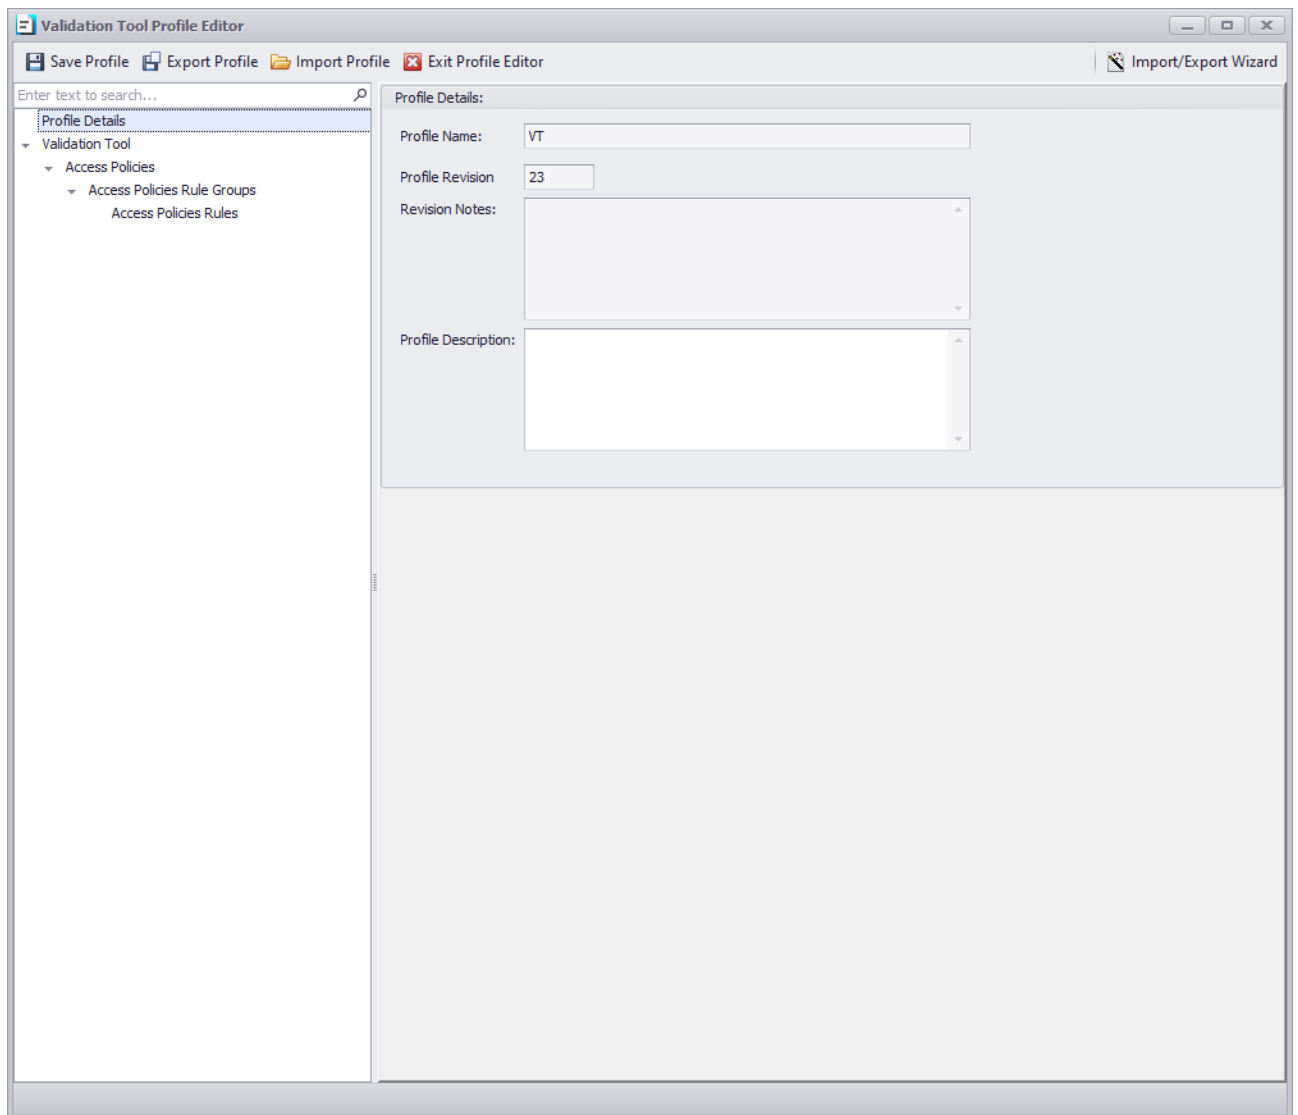 Validation Tool Profile Editor
Save Profile Export Profile Import Profile Exit Profile Editor Import/Export Wizard
Enter text to search...
Profile Details
Validation Tool
Access Policies
Access Policies Rule Groups
Access Policies Rules
Profile Details:
Profile Name: VT
Profile Revision 23
Revision Notes:
Profile Description: